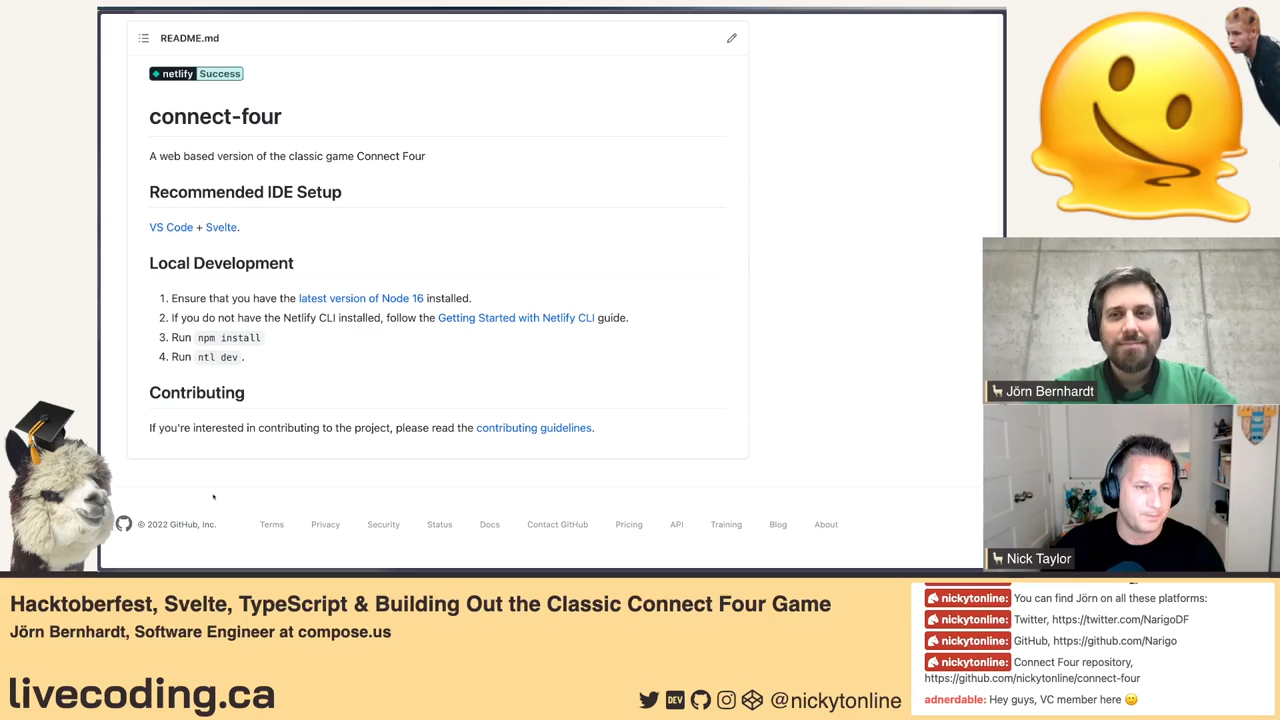 README.md
netlify Success
connect-four
A web based version of the classic game Connect Four
Recommended IDE Setup
VS Code + Svelte.
Local Development
1. Ensure that you have the latest version of Node 16 installed.
2. If you do not have the Netlify CLI installed, follow the Getting Started with Netlify CLI guide.
3. Run npm install
4. Run ntl dev.
Contributing
If you're interested in contributing to the project, please read the contributing guidelines.
© 2022 GitHub, Inc. Terms Privacy Security Status Docs Contact GitHub Pricing API Training Blog About
Jörn Bernhardt
Nick Taylor
Hacktoberfest, Svelte, TypeScript & Building Out the Classic Connect Four Game
Jörn Bernhardt, Software Engineer at compose.us
livecoding.ca
DEV @nickytonline
nickytonline: You can find Jörn on all these platforms:
nickytonline: Twitter, https://twitter.com/NarigoDF
nickytonline: GitHub, https://github.com/Narigo
nickytonline: Connect Four repository,
https://github.com/nickytonline/connect-four
adnerdable: Hey guys, VC member here